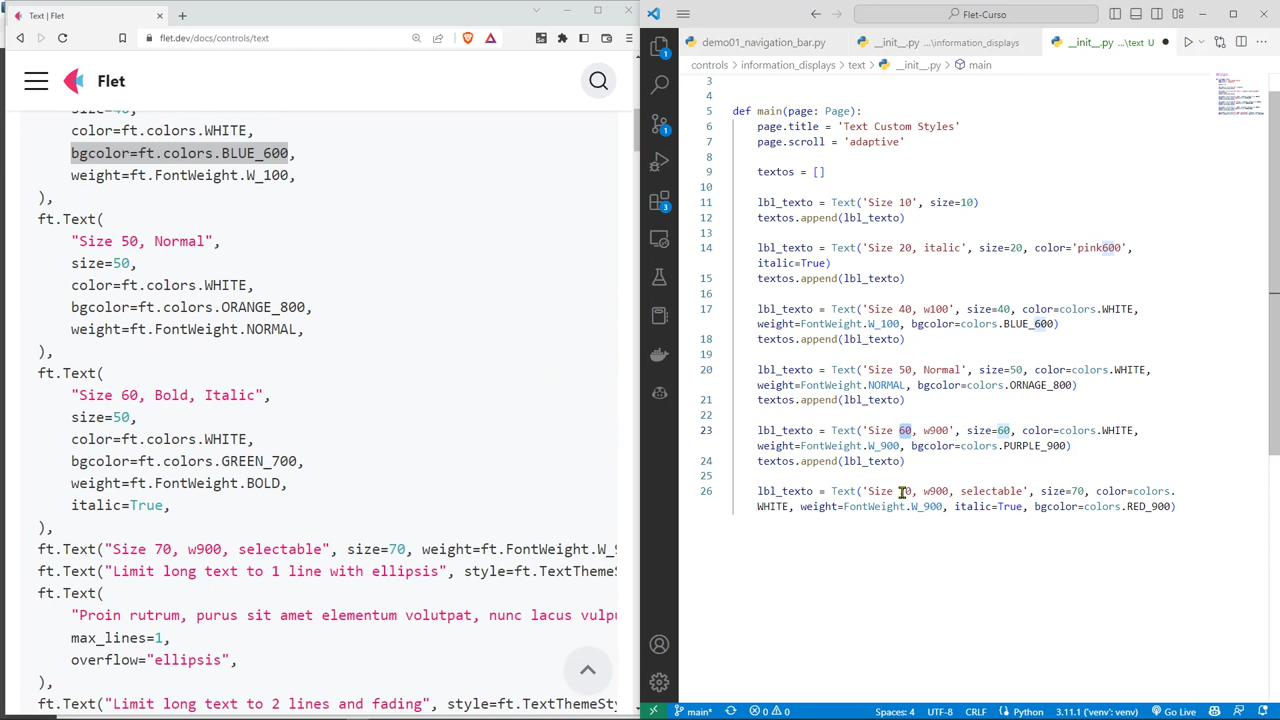 Text | Flet
flet.dev/docs/controls/text
Flet
size=40,
color=ft.colors.WHITE,
bgcolor=ft.colors.BLUE_600,
weight=ft.FontWeight.W_100,
),
ft.Text(
"Size 50, Normal",
size=50,
color=ft.colors.WHITE,
bgcolor=ft.colors.ORANGE_800,
weight=ft.FontWeight.NORMAL,
),
ft.Text(
"Size 60, Bold, Italic",
size=50,
color=ft.colors.WHITE,
bgcolor=ft.colors.GREEN_700,
weight=ft.FontWeight.BOLD,
italic=True,
),
ft.Text("Size 70, w900, selectable", size=70, weight=ft.FontWeight.W_9
ft.Text("Limit long text to 1 line with ellipsis", style=ft.TextThemeSt
ft.Text(
"Proin rutrum, purus sit amet elementum volutpat, nunc lacus vulpu
max_lines=1,
overflow="ellipsis",
),
ft.Text("Limit long text to 2 lines and fading", style=ft.TextThemeSty
Flet-Curso
demo01_navigation_bar.py
__init__.py ...\information_displays
__init__.py ...\text U
controls > information_displays > text > __init__.py > main
3
4
5 def main(page: Page):
6 page.title = 'Text Custom Styles'
7 page.scroll = 'adaptive'
8
9 textos = []
10
11 lbl_texto = Text('Size 10', size=10)
12 textos.append(lbl_texto)
13
14 lbl_texto = Text('Size 20, italic', size=20, color='pink600',
italic=True)
15 textos.append(lbl_texto)
16
17 lbl_texto = Text('Size 40, w100', size=40, color=colors.WHITE,
weight=FontWeight.W_100, bgcolor=colors.BLUE_600)
18 textos.append(lbl_texto)
19
20 lbl_texto = Text('Size 50, Normal', size=50, color=colors.WHITE,
weight=FontWeight.NORMAL, bgcolor=colors.ORNAGE_800)
21 textos.append(lbl_texto)
22
23 lbl_texto = Text('Size 60, w900', size=60, color=colors.WHITE,
weight=FontWeight.W_900, bgcolor=colors.PURPLE_900)
24 textos.append(lbl_texto)
25
26 lbl_texto = Text('Size 70, w900, selectable', size=70, color=colors.
WHITE, weight=FontWeight.W_900, italic=True, bgcolor=colors.RED_900)
1
1
3
main*
0 0
Spaces: 4
UTF-8
CRLF
Python
3.11.1 ('venv': venv)
Go Live